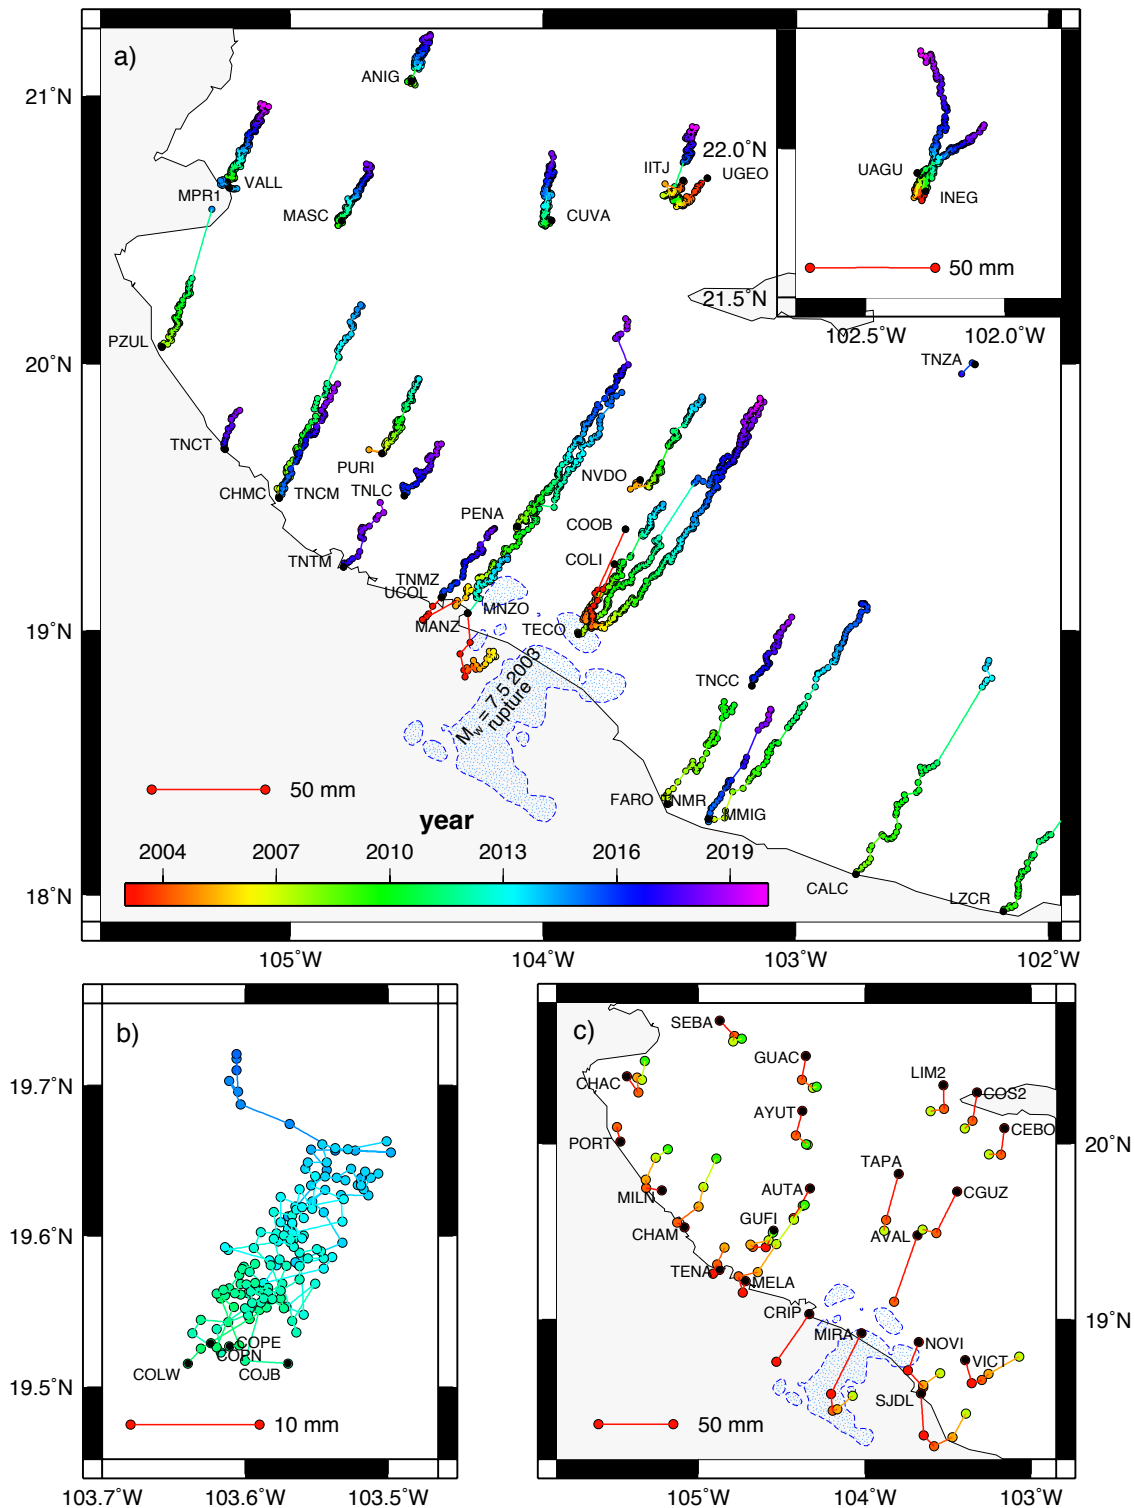 a)
21˚N
20˚N
19˚N
18˚N
105˚W
104˚W
103˚W
102˚W
ANIG
VALL
MPR1
MASC
CUVA
IITJ
UGEO
22.0˚N
21.5˚N
UAGU
INEG
50 mm
102.5˚W
102.0˚W
PZUL
TNZA
TNCT
PURI
CHMC
TNCM
TNLC
NVDO
PENA
COOB
COLI
TNTM
TNMZ
UCOL
MNZO
MANZ
TECO
Mw = 7.5 2003
rupture
TNCC
50 mm
FARO
NMR
MMIG
CALC
LZCR
year
2004
2007
2010
2013
2016
2019
b)
19.7˚N
19.6˚N
19.5˚N
COPE
COPN
COLW
COJB
10 mm
103.7˚W
103.6˚W
103.5˚W
c)
SEBA
GUAC
CHAC
LIM2
COS2
AYUT
CEBO
PORT
20˚N
TAPA
MILN
AUTA
CGUZ
CHAM
GUFI
AVAL
TENA
MELA
CRIP
MIRA
19˚N
NOVI
VICT
SJDL
50 mm
105˚W
104˚W
103˚W